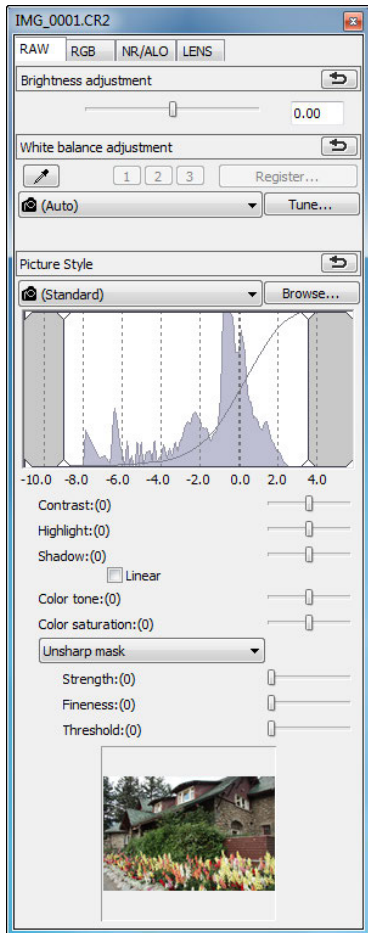 IMG_0001.CR2
RAW RGB NR/ALO LENS
Brightness adjustment
0.00
White balance adjustment
1 2 3 Register...
(Auto) Tune...
Picture Style
(Standard) Browse...
-10.0 -8.0 -6.0 -4.0 -2.0 0.0 2.0 4.0
Contrast:(0)
Highlight:(0)
Shadow:(0)
Linear
Color tone:(0)
Color saturation:(0)
Unsharp mask
Strength:(0)
Fineness:(0)
Threshold:(0)